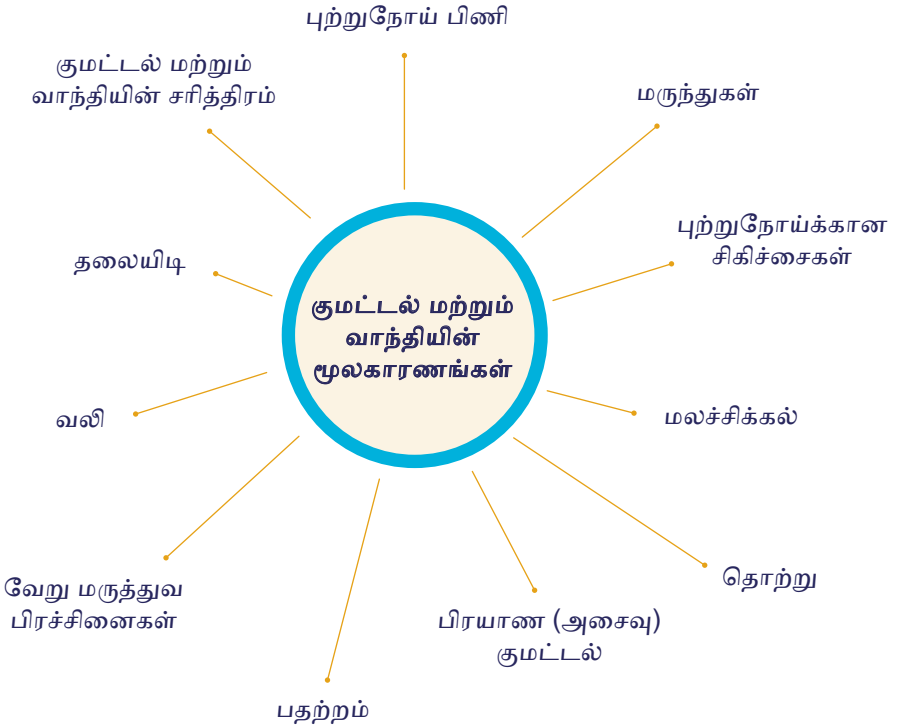 புற்றுநோய் பிணி
குமட்டல் மற்றும்
வாந்தியின் சரித்திரம்
மருந்துகள்
புற்றுநோய்க்கான
சிகிச்சைகள்
தலையிடி
குமட்டல் மற்றும்
வாந்தியின்
மூலகாரணங்கள்
வலி
மலச்சிக்கல்
வேறு மருத்துவ
பிரச்சினைகள்
தொற்று
பிரயாண (அசைவு)
குமட்டல்
பதற்றம்